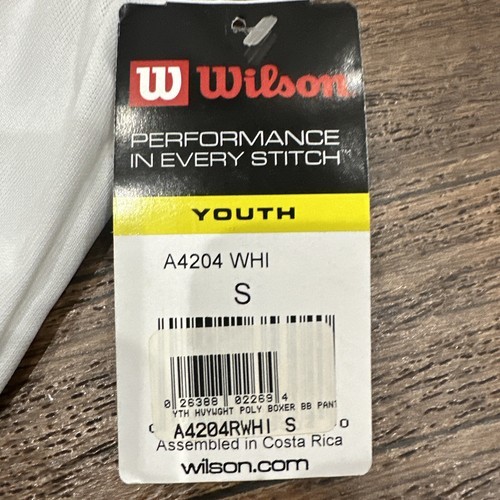 W Wilson
PERFORMANCE
IN EVERY STITCH™
YOUTH
A4204 WHI
S
0 26388 02269 4
YTH HVYWGHT POLY BOXER BB PANT
A4204RWHI S
Assembled in Costa Rica
wilson.com